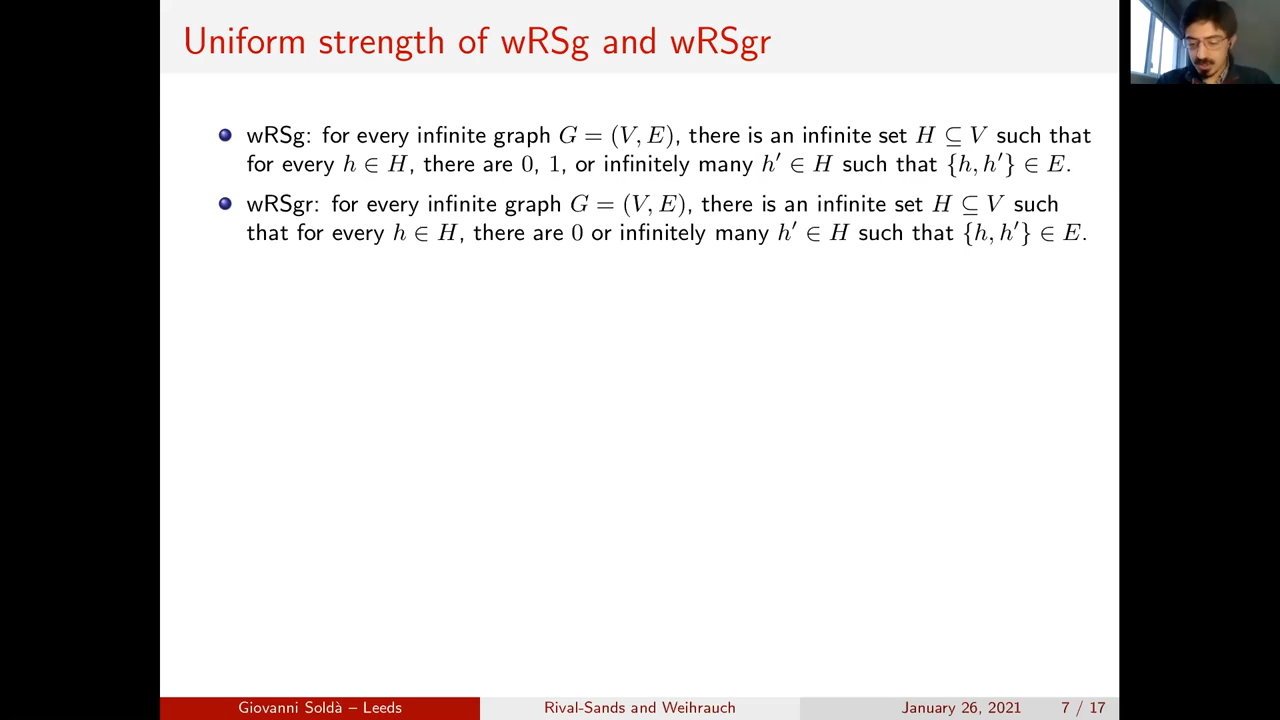 Uniform strength of wRSg and wRSgr
wRSg: for every infinite graph G = (V, E), there is an infinite set H ⊆ V such that
for every h ∈ H, there are 0, 1, or infinitely many h′ ∈ H such that {h, h′} ∈ E.
wRSgr: for every infinite graph G = (V, E), there is an infinite set H ⊆ V such
that for every h ∈ H, there are 0 or infinitely many h′ ∈ H such that {h, h′} ∈ E.
Giovanni Soldà – Leeds Rival-Sands and Weihrauch January 26, 2021 7 / 17